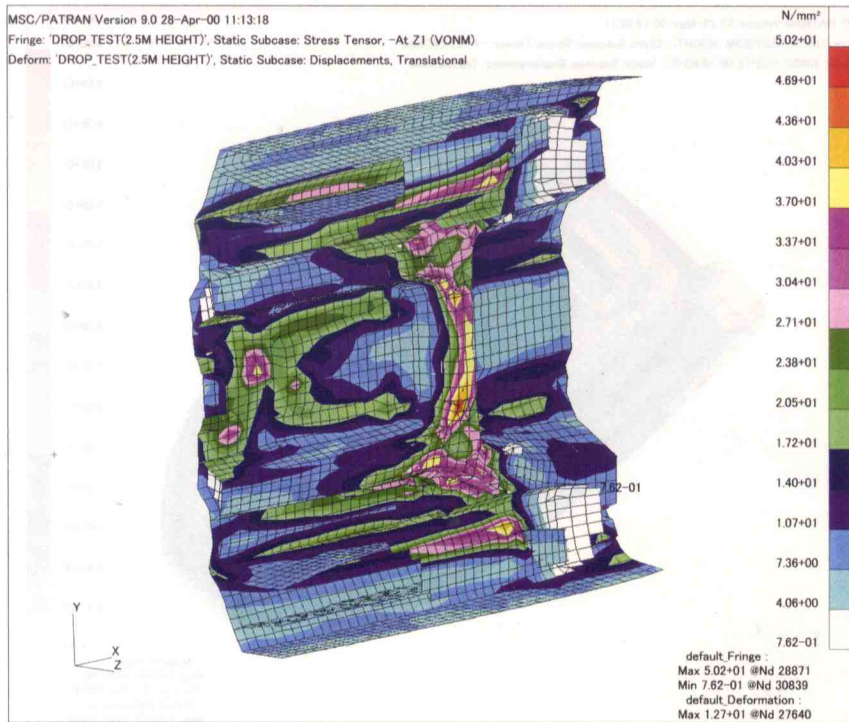 MSC/PATRAN Version 9.0 28-Apr-00 11:13:18
Fringe: 'DROP_TEST(2.5M HEIGHT)', Static Subcase: Stress Tensor, -At Z1 (VONM)
Deform: 'DROP_TEST(2.5M HEIGHT)', Static Subcase: Displacements, Translational
N/mm²
5.02+01
4.69+01
4.36+01
4.03+01
3.70+01
3.37+01
3.04+01
2.71+01
2.38+01
2.05+01
1.72+01
1.40+01
1.07+01
7.36+00
4.06+00
7.62-01
7.62-01
Y
X
Z
default_Fringe :
Max 5.02+01 @Nd 28871
Min 7.62-01 @Nd 30839
default_Deformation :
Max 1.27+01 @Nd 27640